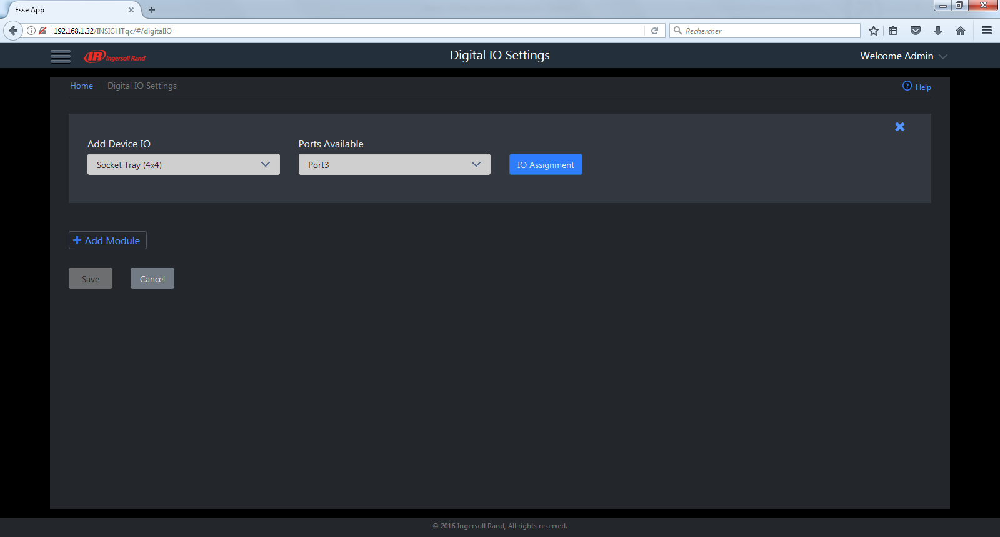 Esse App
192.168.1.32/INSIGHTqc/#/digitalIO
Rechercher
IR Ingersoll Rand
Digital IO Settings
Welcome Admin
Home
Digital IO Settings
? Help
Add Device IO
Ports Available
Socket Tray (4x4)
Port3
IO Assignment
+ Add Module
Save
Cancel
© 2016 Ingersoll Rand, All rights reserved.